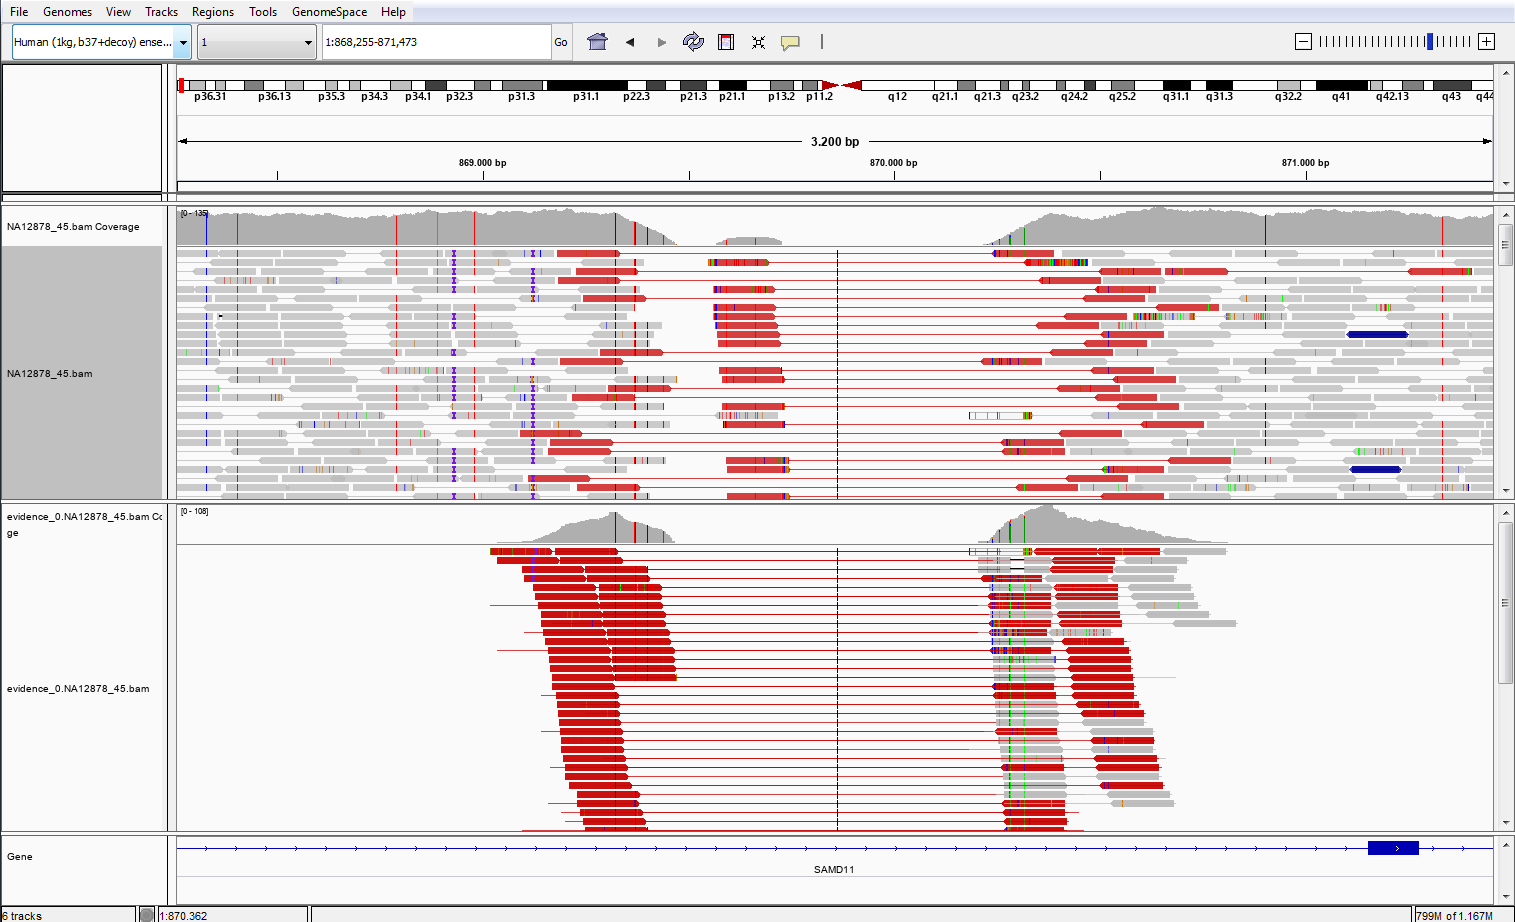 File Genomes View Tracks Regions Tools GenomeSpace Help
Human (1kg, b37+decoy) ense... 1 1:868,255-871,473 Go
p36.31 p36.13 p35.3 p34.3 p34.1 p32.3 p31.3 p31.1 p22.3 p21.3 p21.1 p13.2 p11.2 q12 q21.1 q21.3 q23.2 q24.2 q25.2 q31.1 q31.3 q32.2 q41 q42.13 q43 q44
3.200 bp
869.000 bp 870.000 bp 871.000 bp
[0 - 135]
NA12878_45.bam Coverage
NA12878_45.bam
[0 - 108]
evidence_0.NA12878_45.bam Cc
ge
evidence_0.NA12878_45.bam
Gene
SAMD11
6 tracks 1:870.362 799M of 1.167M